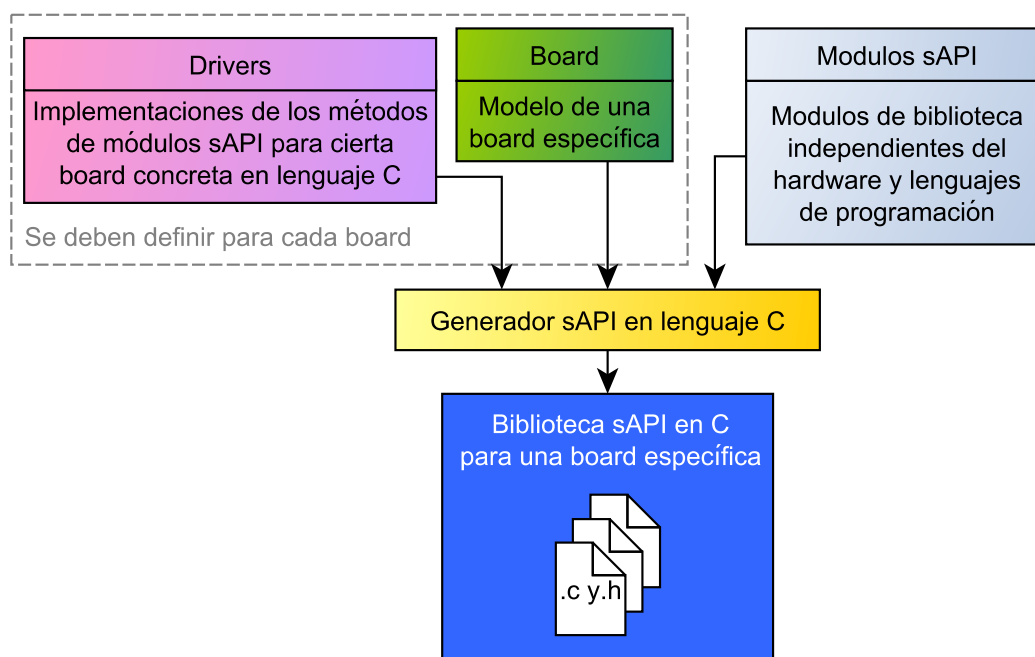 Drivers
Implementaciones de los métodos
de módulos sAPI para cierta
board concreta en lenguaje C
Se deben definir para cada board
Board
Modelo de una
board específica
Modulos sAPI
Modulos de biblioteca
independientes del
hardware y lenguajes
de programación
Generador sAPI en lenguaje C
Biblioteca sAPI en C
para una board específica
.c y.h